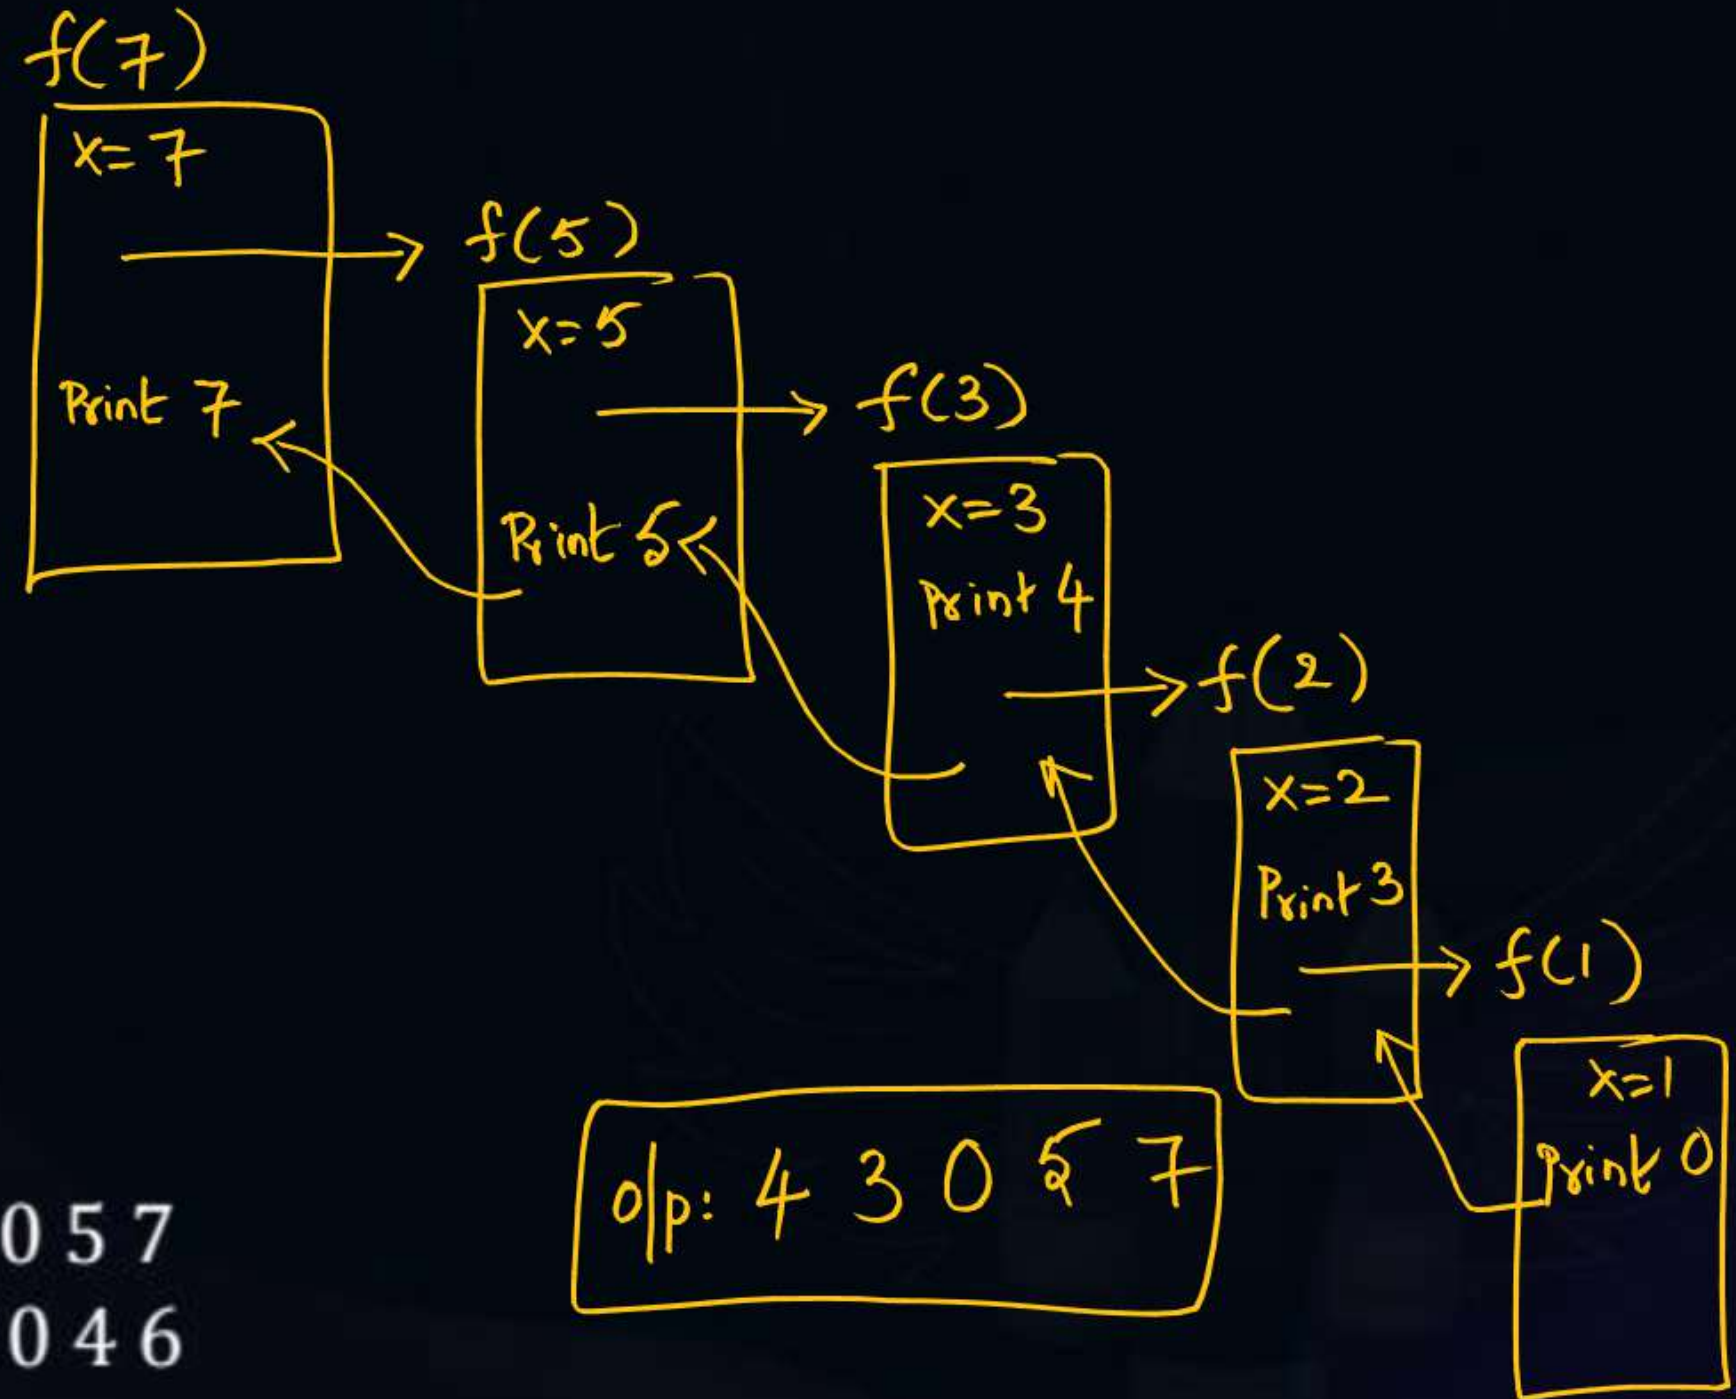 f(7)
x=7
f(5)
x=5
Print 7
f(3)
x=3
Print 5
Print 4
f(2)
x=2
Print 3
f(1)
x=1
Print 0
o/p: 4 3 0 5 7
0 5 7
0 4 6